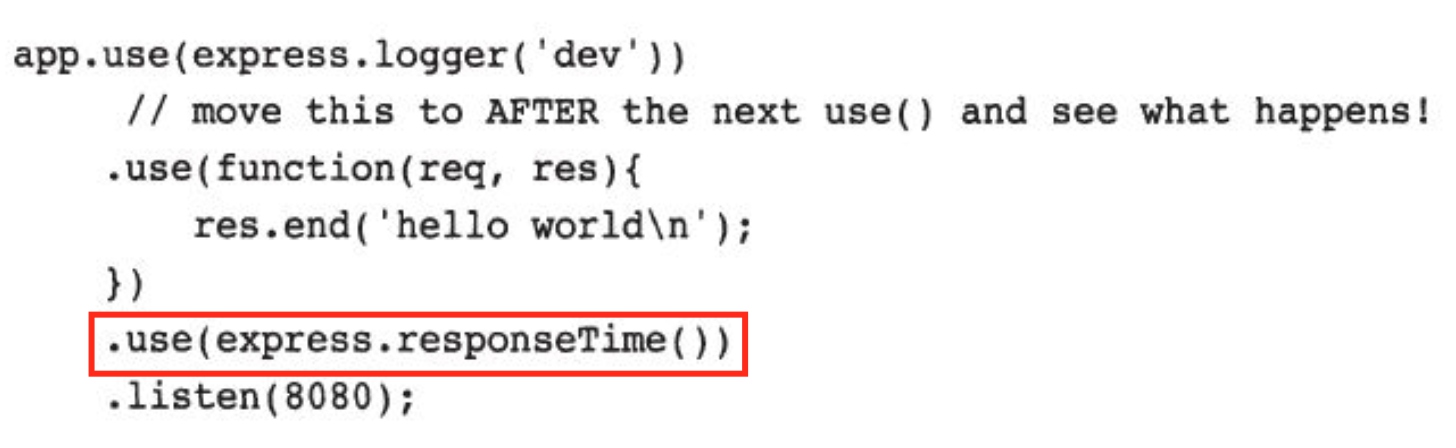 app.use(express.logger('dev'))
// move this to AFTER the next use() and see what happens!
.use(function(req, res){
res.end('hello world\n');
})
.use(express.responseTime())
.listen(8080);